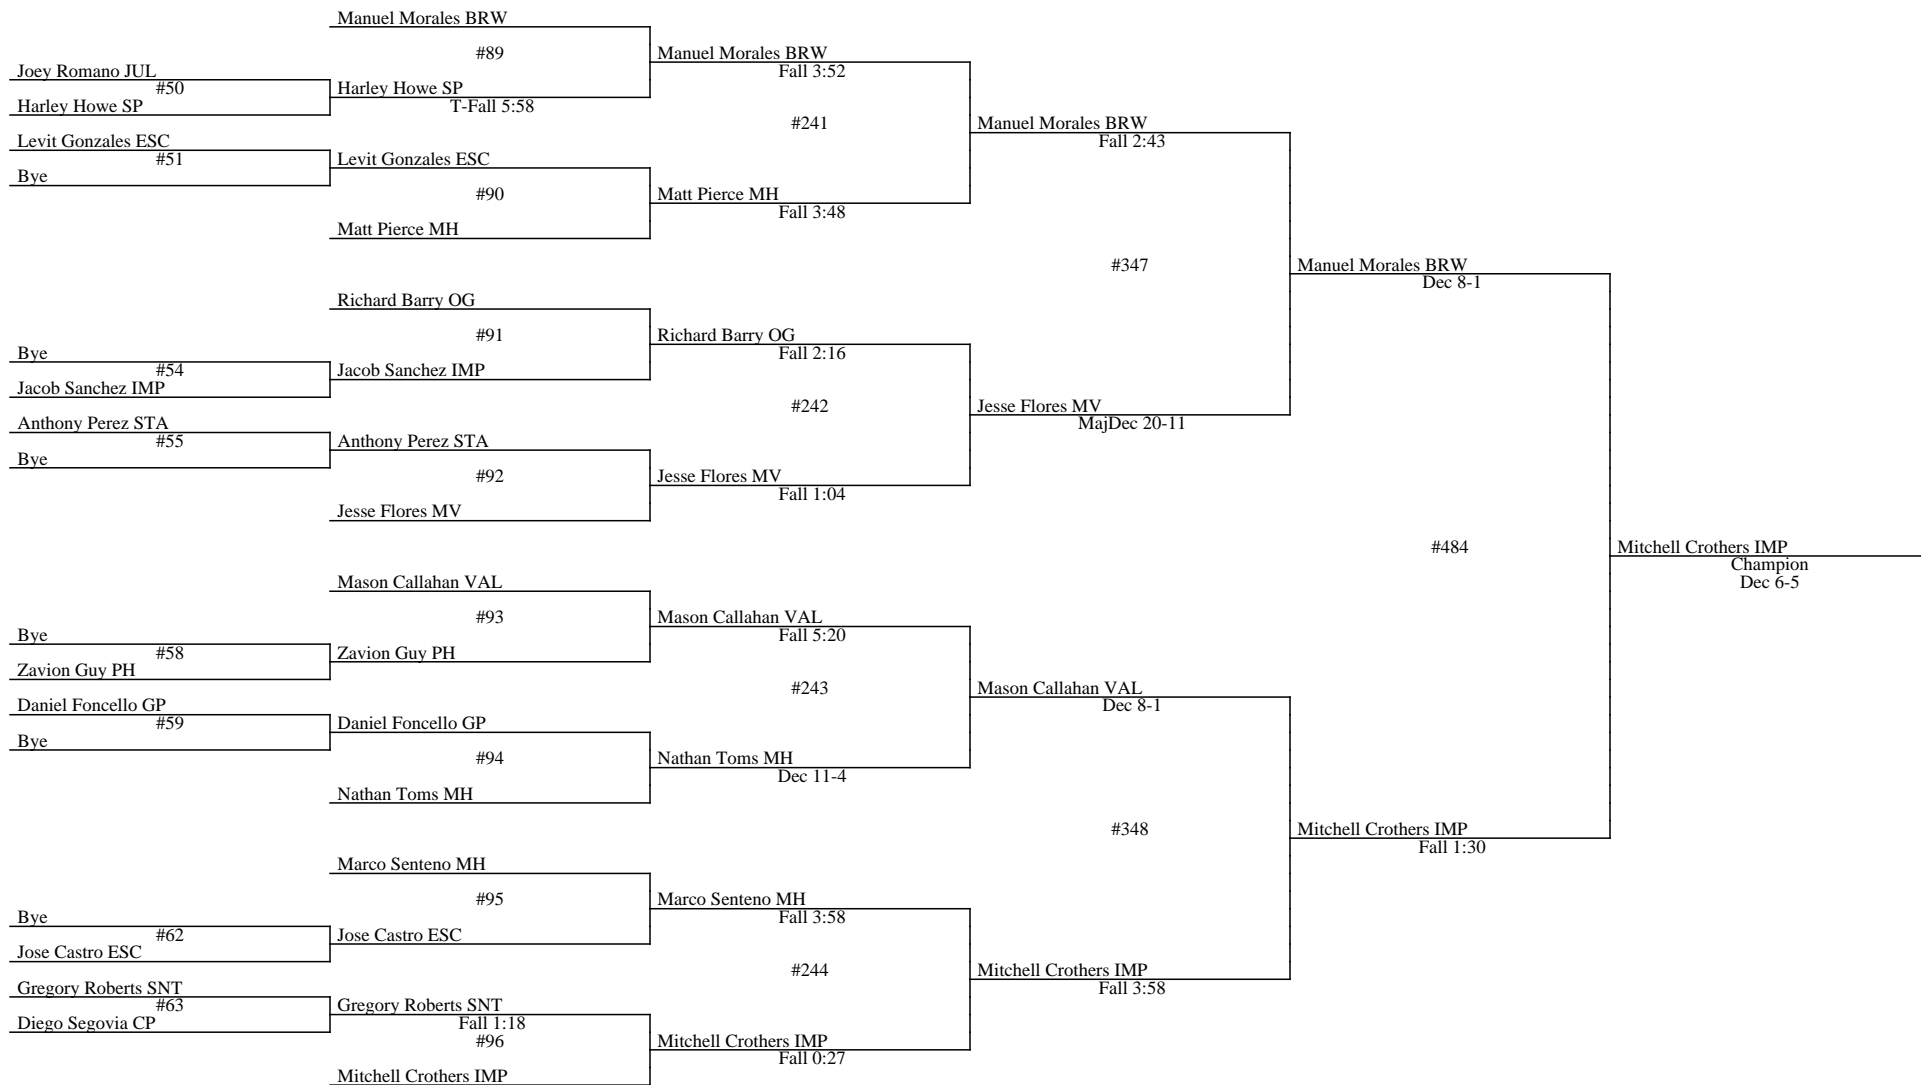 Manuel Morales BRW
#89
Joey Romano JUL
#50
Harley Howe SP
Harley Howe SP
T-Fall 5:58
Manuel Morales BRW
Fall 3:52
Levit Gonzales ESC
#51
Bye
Levit Gonzales ESC
#90
Matt Pierce MH
Matt Pierce MH
Fall 3:48
#241
Manuel Morales BRW
Fall 2:43
Richard Barry OG
#91
Bye
#54
Jacob Sanchez IMP
Jacob Sanchez IMP
Richard Barry OG
Fall 2:16
Anthony Perez STA
#55
Bye
Anthony Perez STA
#92
Jesse Flores MV
Jesse Flores MV
Fall 1:04
#242
Jesse Flores MV
MajDec 20-11
#347
Manuel Morales BRW
Dec 8-1
Mason Callahan VAL
#93
Bye
#58
Zavion Guy PH
Zavion Guy PH
Mason Callahan VAL
Fall 5:20
Daniel Foncello GP
#59
Bye
Daniel Foncello GP
#94
Nathan Toms MH
Nathan Toms MH
Dec 11-4
#243
Mason Callahan VAL
Dec 8-1
Marco Senteno MH
#95
Bye
#62
Jose Castro ESC
Jose Castro ESC
Marco Senteno MH
Fall 3:58
Gregory Roberts SNT
#63
Diego Segovia CP
Gregory Roberts SNT
Fall 1:18
#96
Mitchell Crothers IMP
Mitchell Crothers IMP
Fall 0:27
#244
Mitchell Crothers IMP
Fall 3:58
#348
Mitchell Crothers IMP
Fall 1:30
#484
Mitchell Crothers IMP
Champion
Dec 6-5